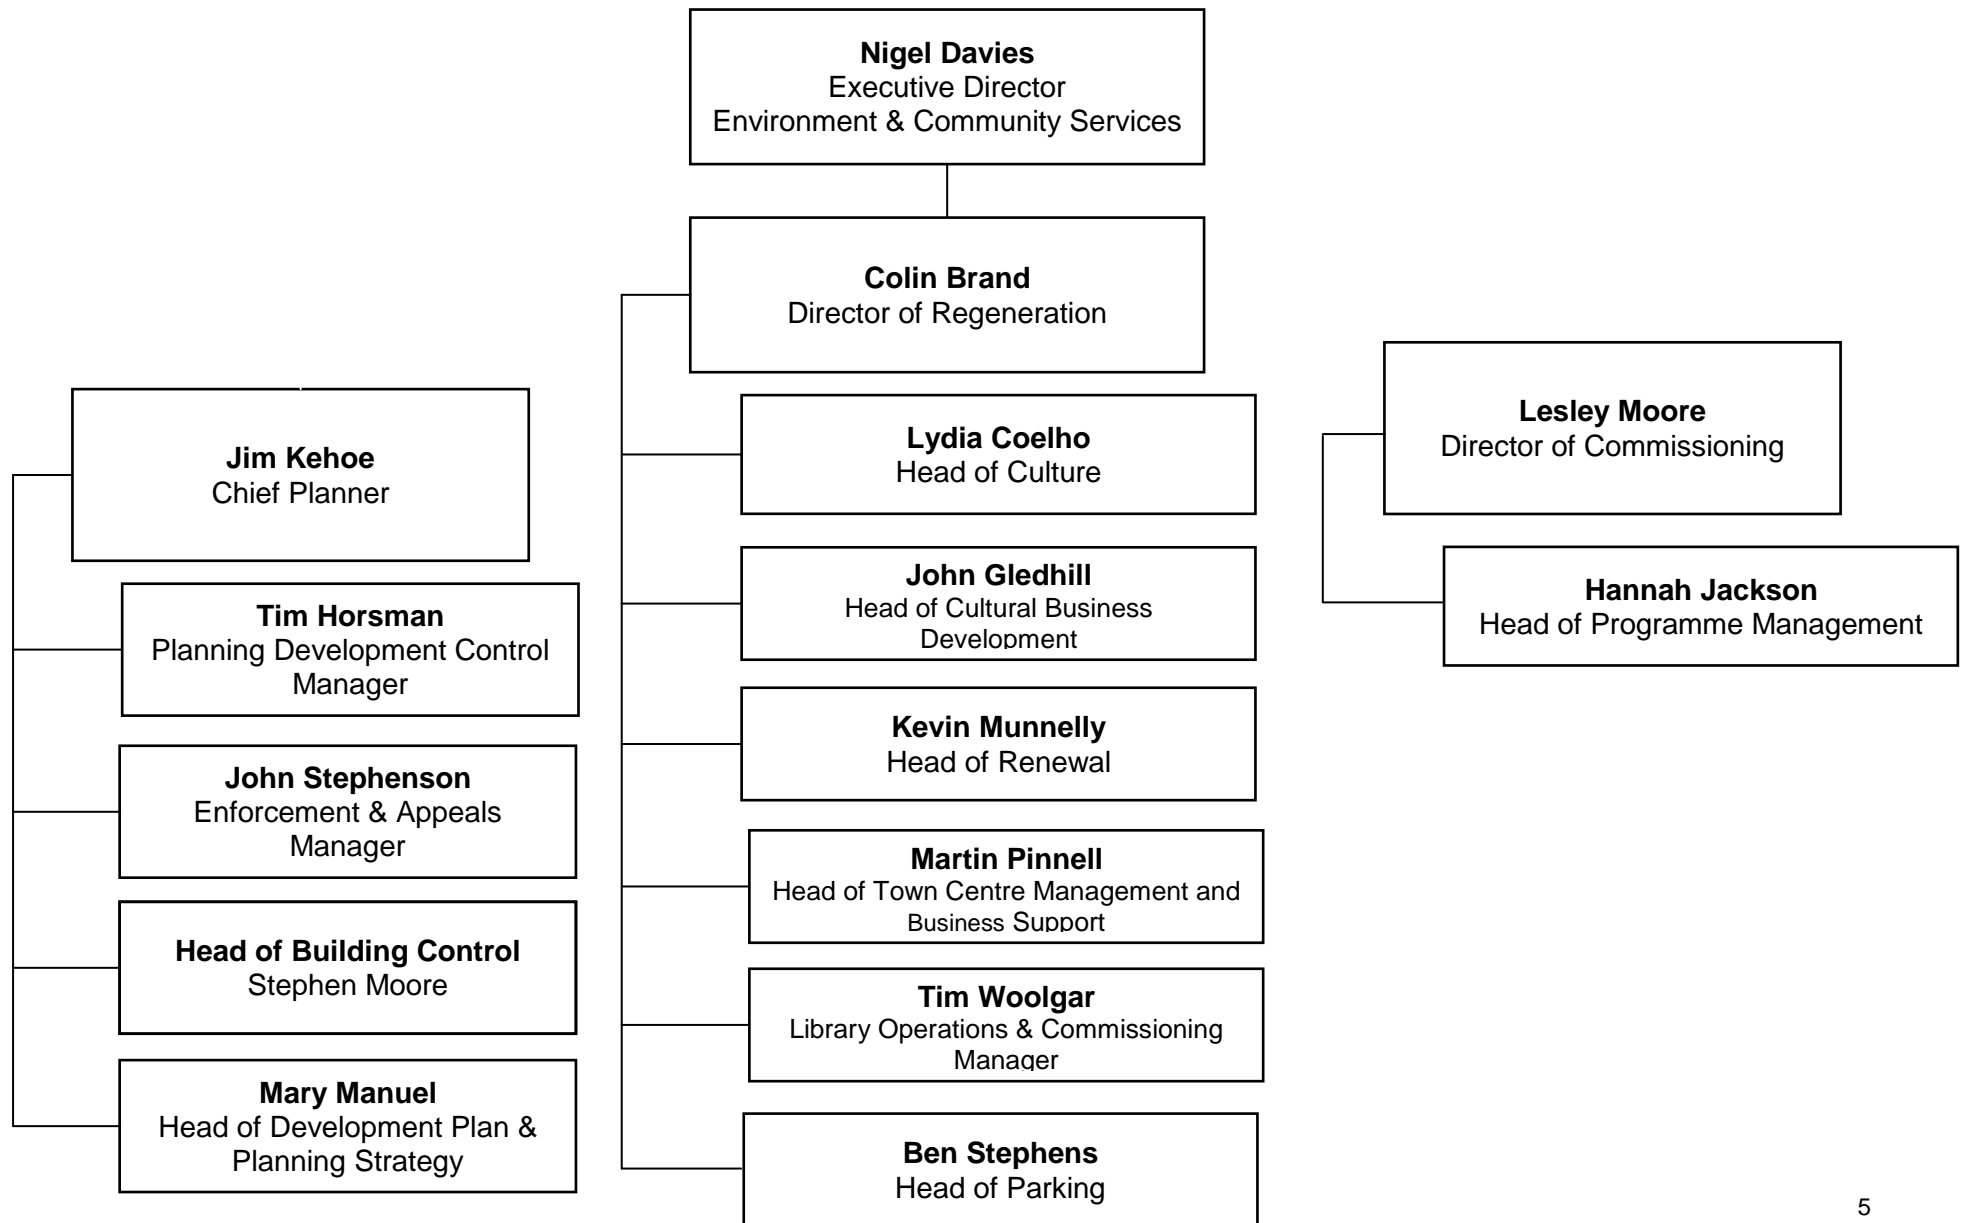 Nigel Davies
Executive Director
Environment & Community Services
Colin Brand
Director of Regeneration
Jim Kehoe
Chief Planner
Tim Horsman
Planning Development Control
Manager
John Stephenson
Enforcement & Appeals
Manager
Head of Building Control
Stephen Moore
Mary Manuel
Head of Development Plan &
Planning Strategy
Lydia Coelho
Head of Culture
John Gledhill
Head of Cultural Business
Development
Kevin Munnelly
Head of Renewal
Martin Pinnell
Head of Town Centre Management and
Business Support
Tim Woolgar
Library Operations & Commissioning
Manager
Ben Stephens
Head of Parking
Lesley Moore
Director of Commissioning
Hannah Jackson
Head of Programme Management
5